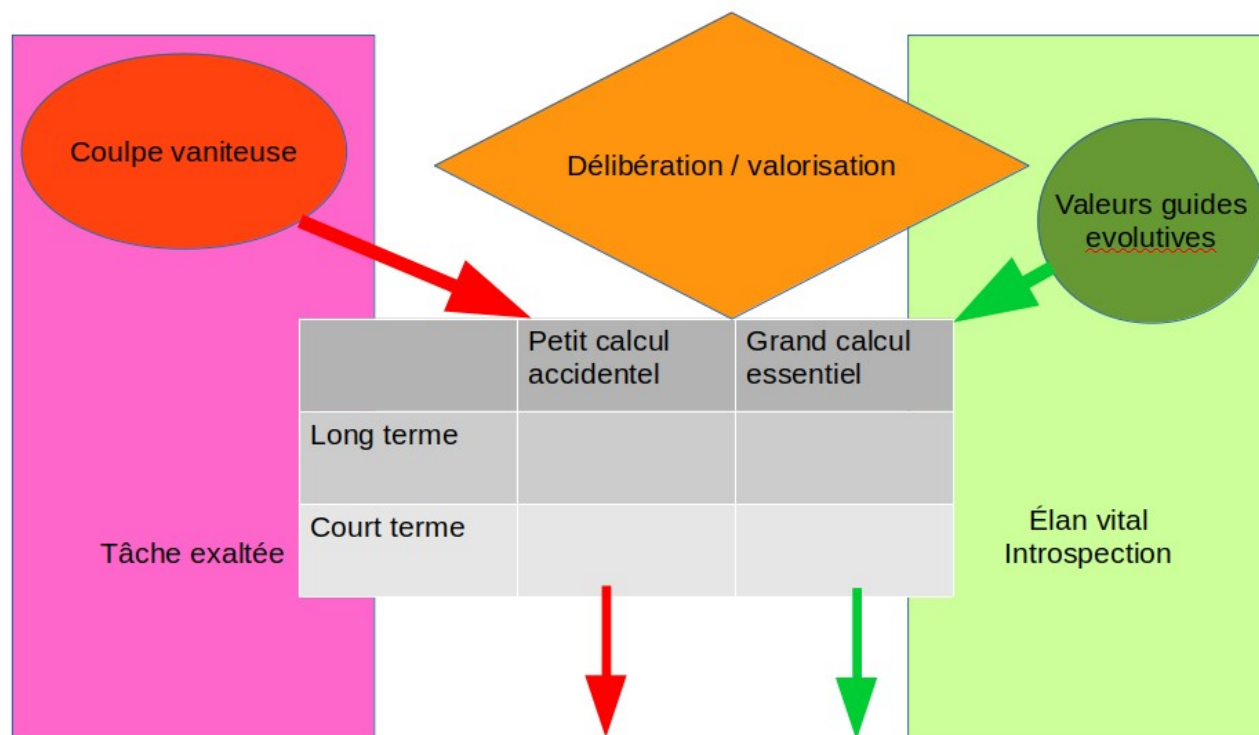 Coulpe vaniteuse
Délibération / valorisation
Valeurs guides
evolutives
Petit calcul
accidentel
Grand calcul
essentiel
Long terme
Court terme
Tâche exaltée
Élan vital
Introspection